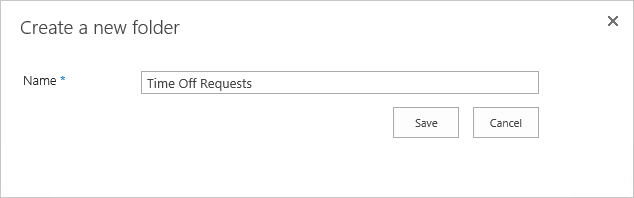 Create a new folder
Name * Time Off Requests
Save Cancel